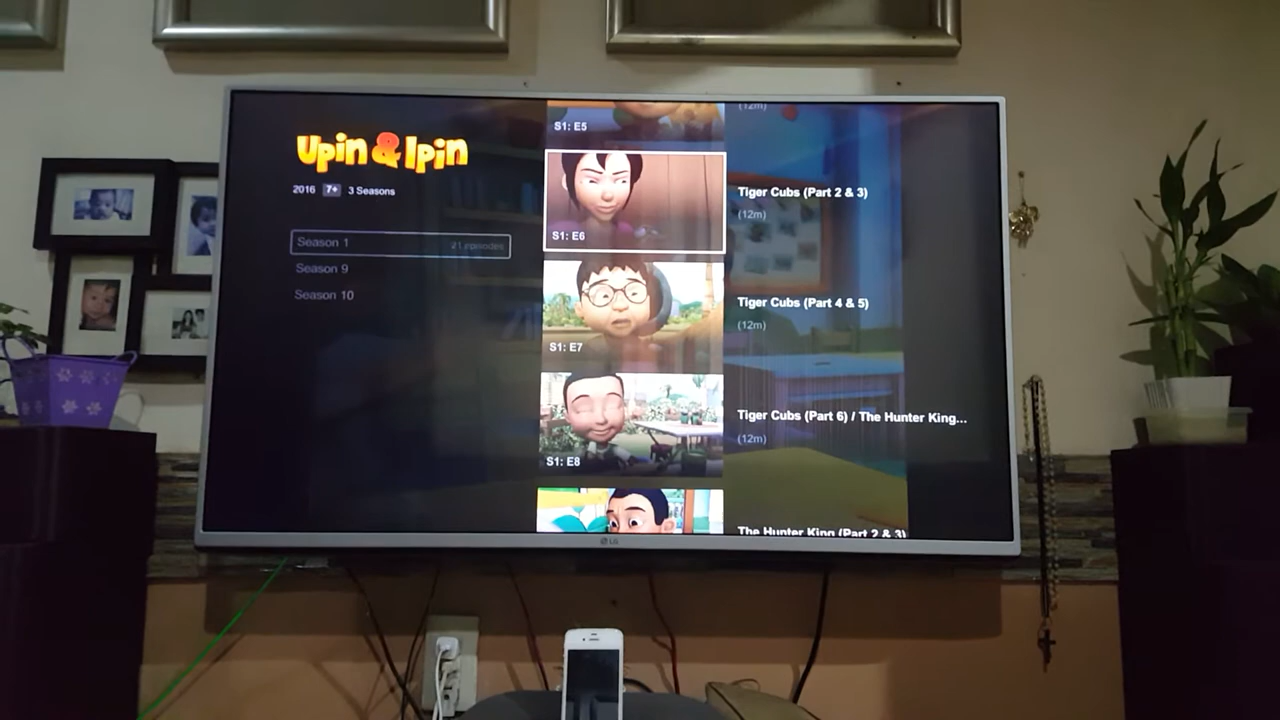 Upin & Ipin
2016 7+ 3 Seasons
Season 1 21 episodes
Season 9
Season 10
S1: E5
(12m)
S1: E6
Tiger Cubs (Part 2 & 3)
(12m)
S1: E7
Tiger Cubs (Part 4 & 5)
(12m)
S1: E8
Tiger Cubs (Part 6) / The Hunter King...
(12m)
The Hunter King (Part 2 & 3)
LG